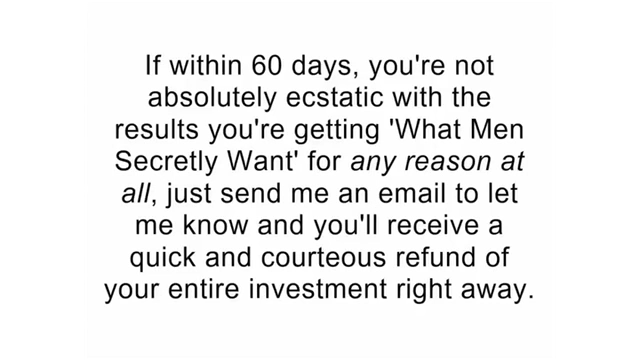 If within 60 days, you're not
absolutely ecstatic with the
results you're getting 'What Men
Secretly Want' for any reason at
all, just send me an email to let
me know and you'll receive a
quick and courteous refund of
your entire investment right away.